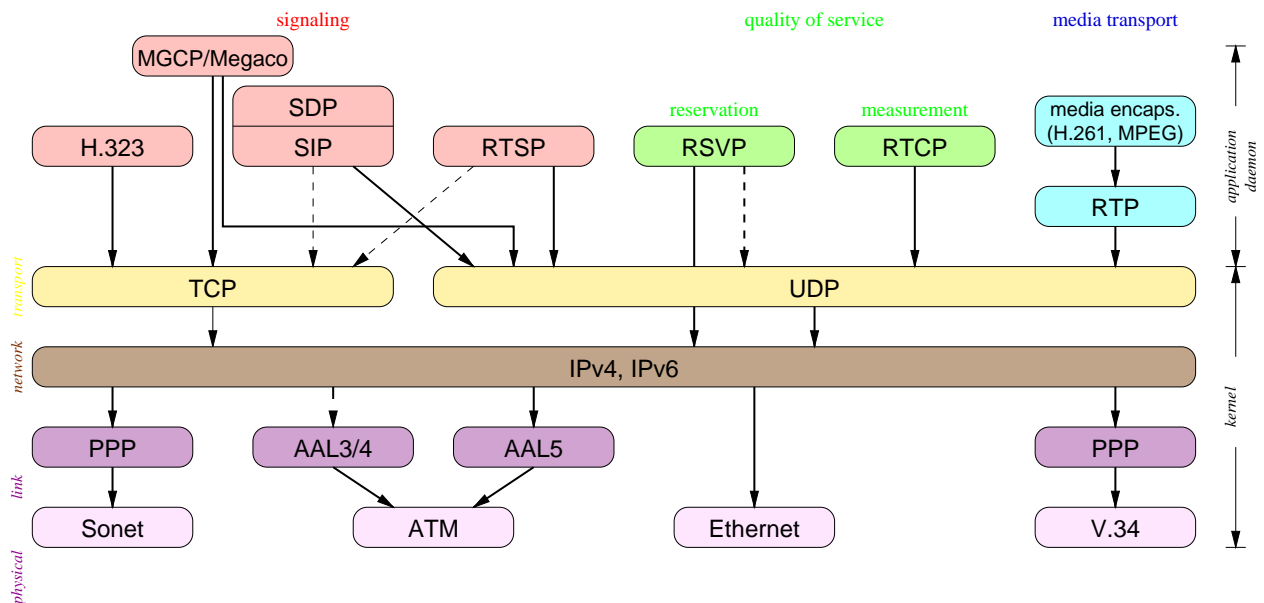 signaling
quality of service
media transport
MGCP/Megaco
SDP
reservation
measurement
media encaps.
(H.261, MPEG)
H.323
SIP
RTSP
RSVP
RTCP
application
daemon
RTP
transport
TCP
UDP
network
IPv4, IPv6
kernel
PPP
AAL3/4
AAL5
PPP
link
Sonet
ATM
Ethernet
V.34
physical